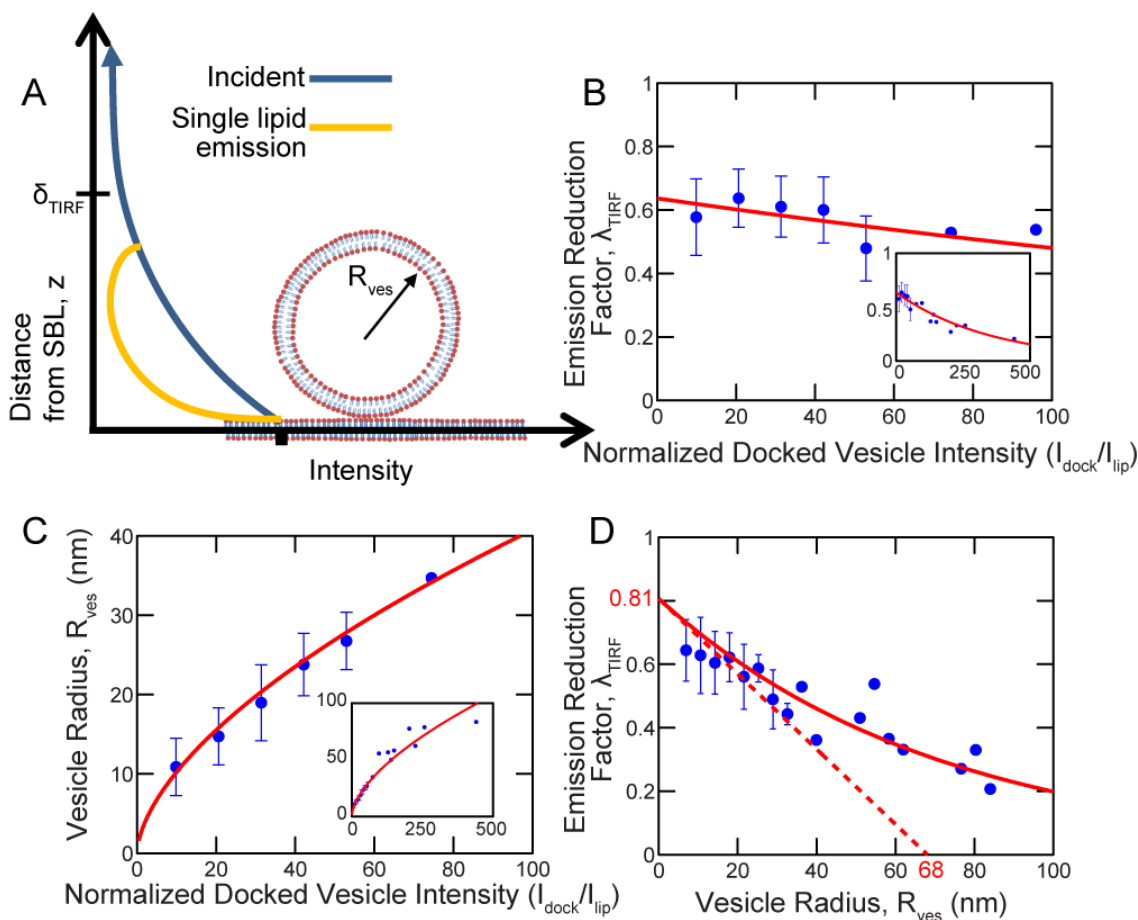 A
Incident
Single lipid
emission
Distance
from SBL, z
δTIRF
Rves
Intensity
B
Emission Reduction
Factor, λTIRF
1
0.8
0.6
0.4
0.2
0
0 20 40 60 80 100
1
0.5
0
0 250 500
Normalized Docked Vesicle Intensity (Idock/Ilip)
C
Vesicle Radius, Rves (nm)
40
30
20
10
0
0 20 40 60 80 100
100
50
0
0 250 500
Normalized Docked Vesicle Intensity (Idock/Ilip)
D
Emission Reduction
Factor, λTIRF
1
0.81
0.6
0.4
0.2
0
0 20 40 60 80 100
68
Vesicle Radius, Rves (nm)